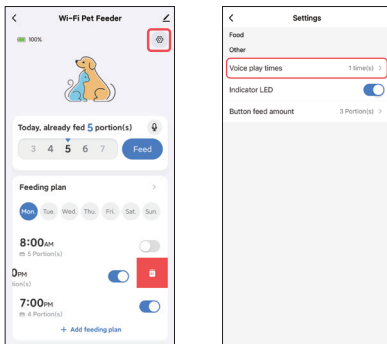 Wi-Fi Pet Feeder
100%
Today, already fed 5 portion(s)
3 4 5 6 7 Feed
Feeding plan
Mon. Tue. Wed. Thu. Fri. Sat. Sun.
8:00AM
5 Portion(s)
0PM
tion(s)
7:00PM
4 Portion(s)
+ Add feeding plan
Settings
Food
Other
Voice play times 1 time(s)
Indicator LED
Button feed amount 3 Portion(s)